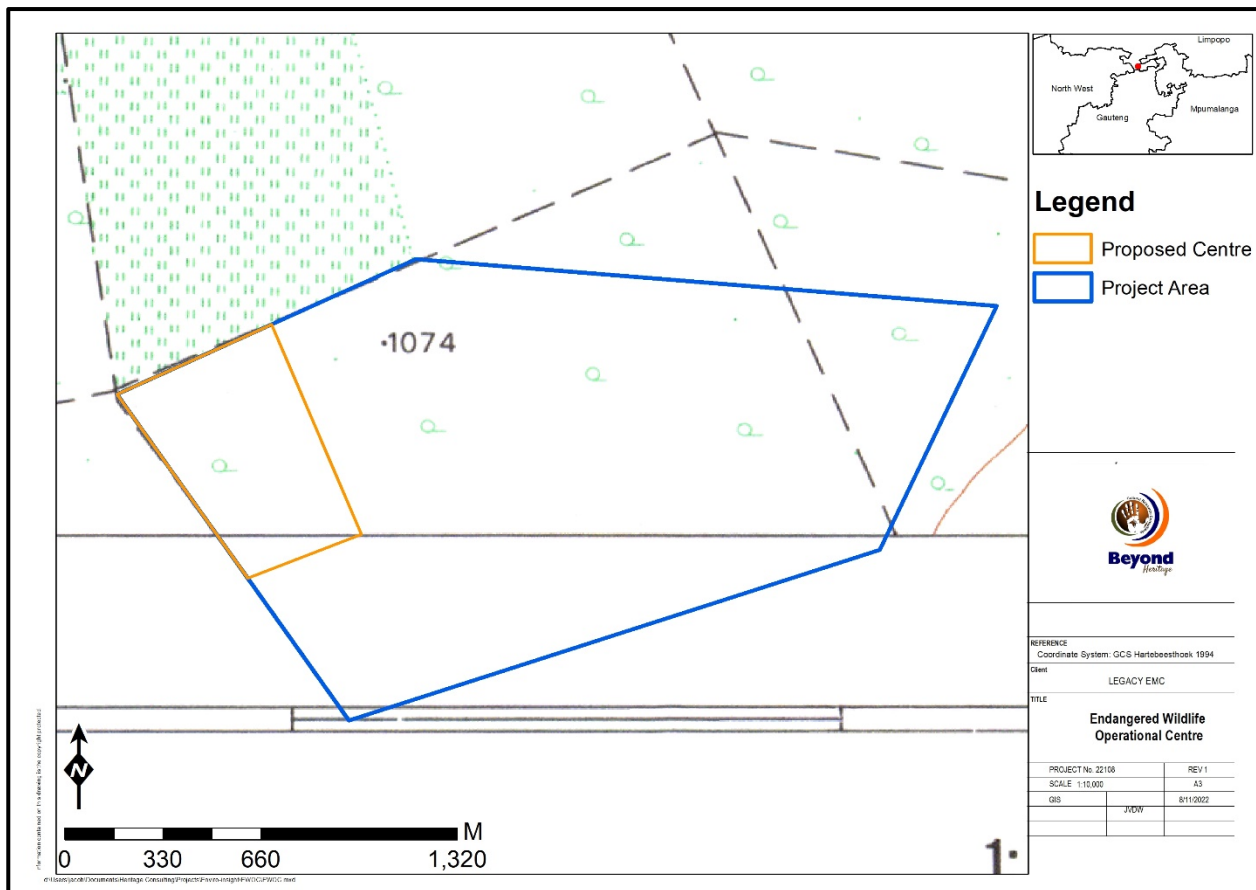 Limpopo
North West
Gauteng
Mpumalanga
Legend
Proposed Centre
Project Area
1074
Beyond
Heritage
REFERENCE
Coordinate System: GCS Hartebeesthoek 1994
Client
LEGACY EMC
TITLE
Endangered Wildlife
Operational Centre
PROJECT No. 22108
REV 1
SCALE 1:10,000
A3
GIS
JVDW
8/11/2022
N
M
0
330
660
1,320
1